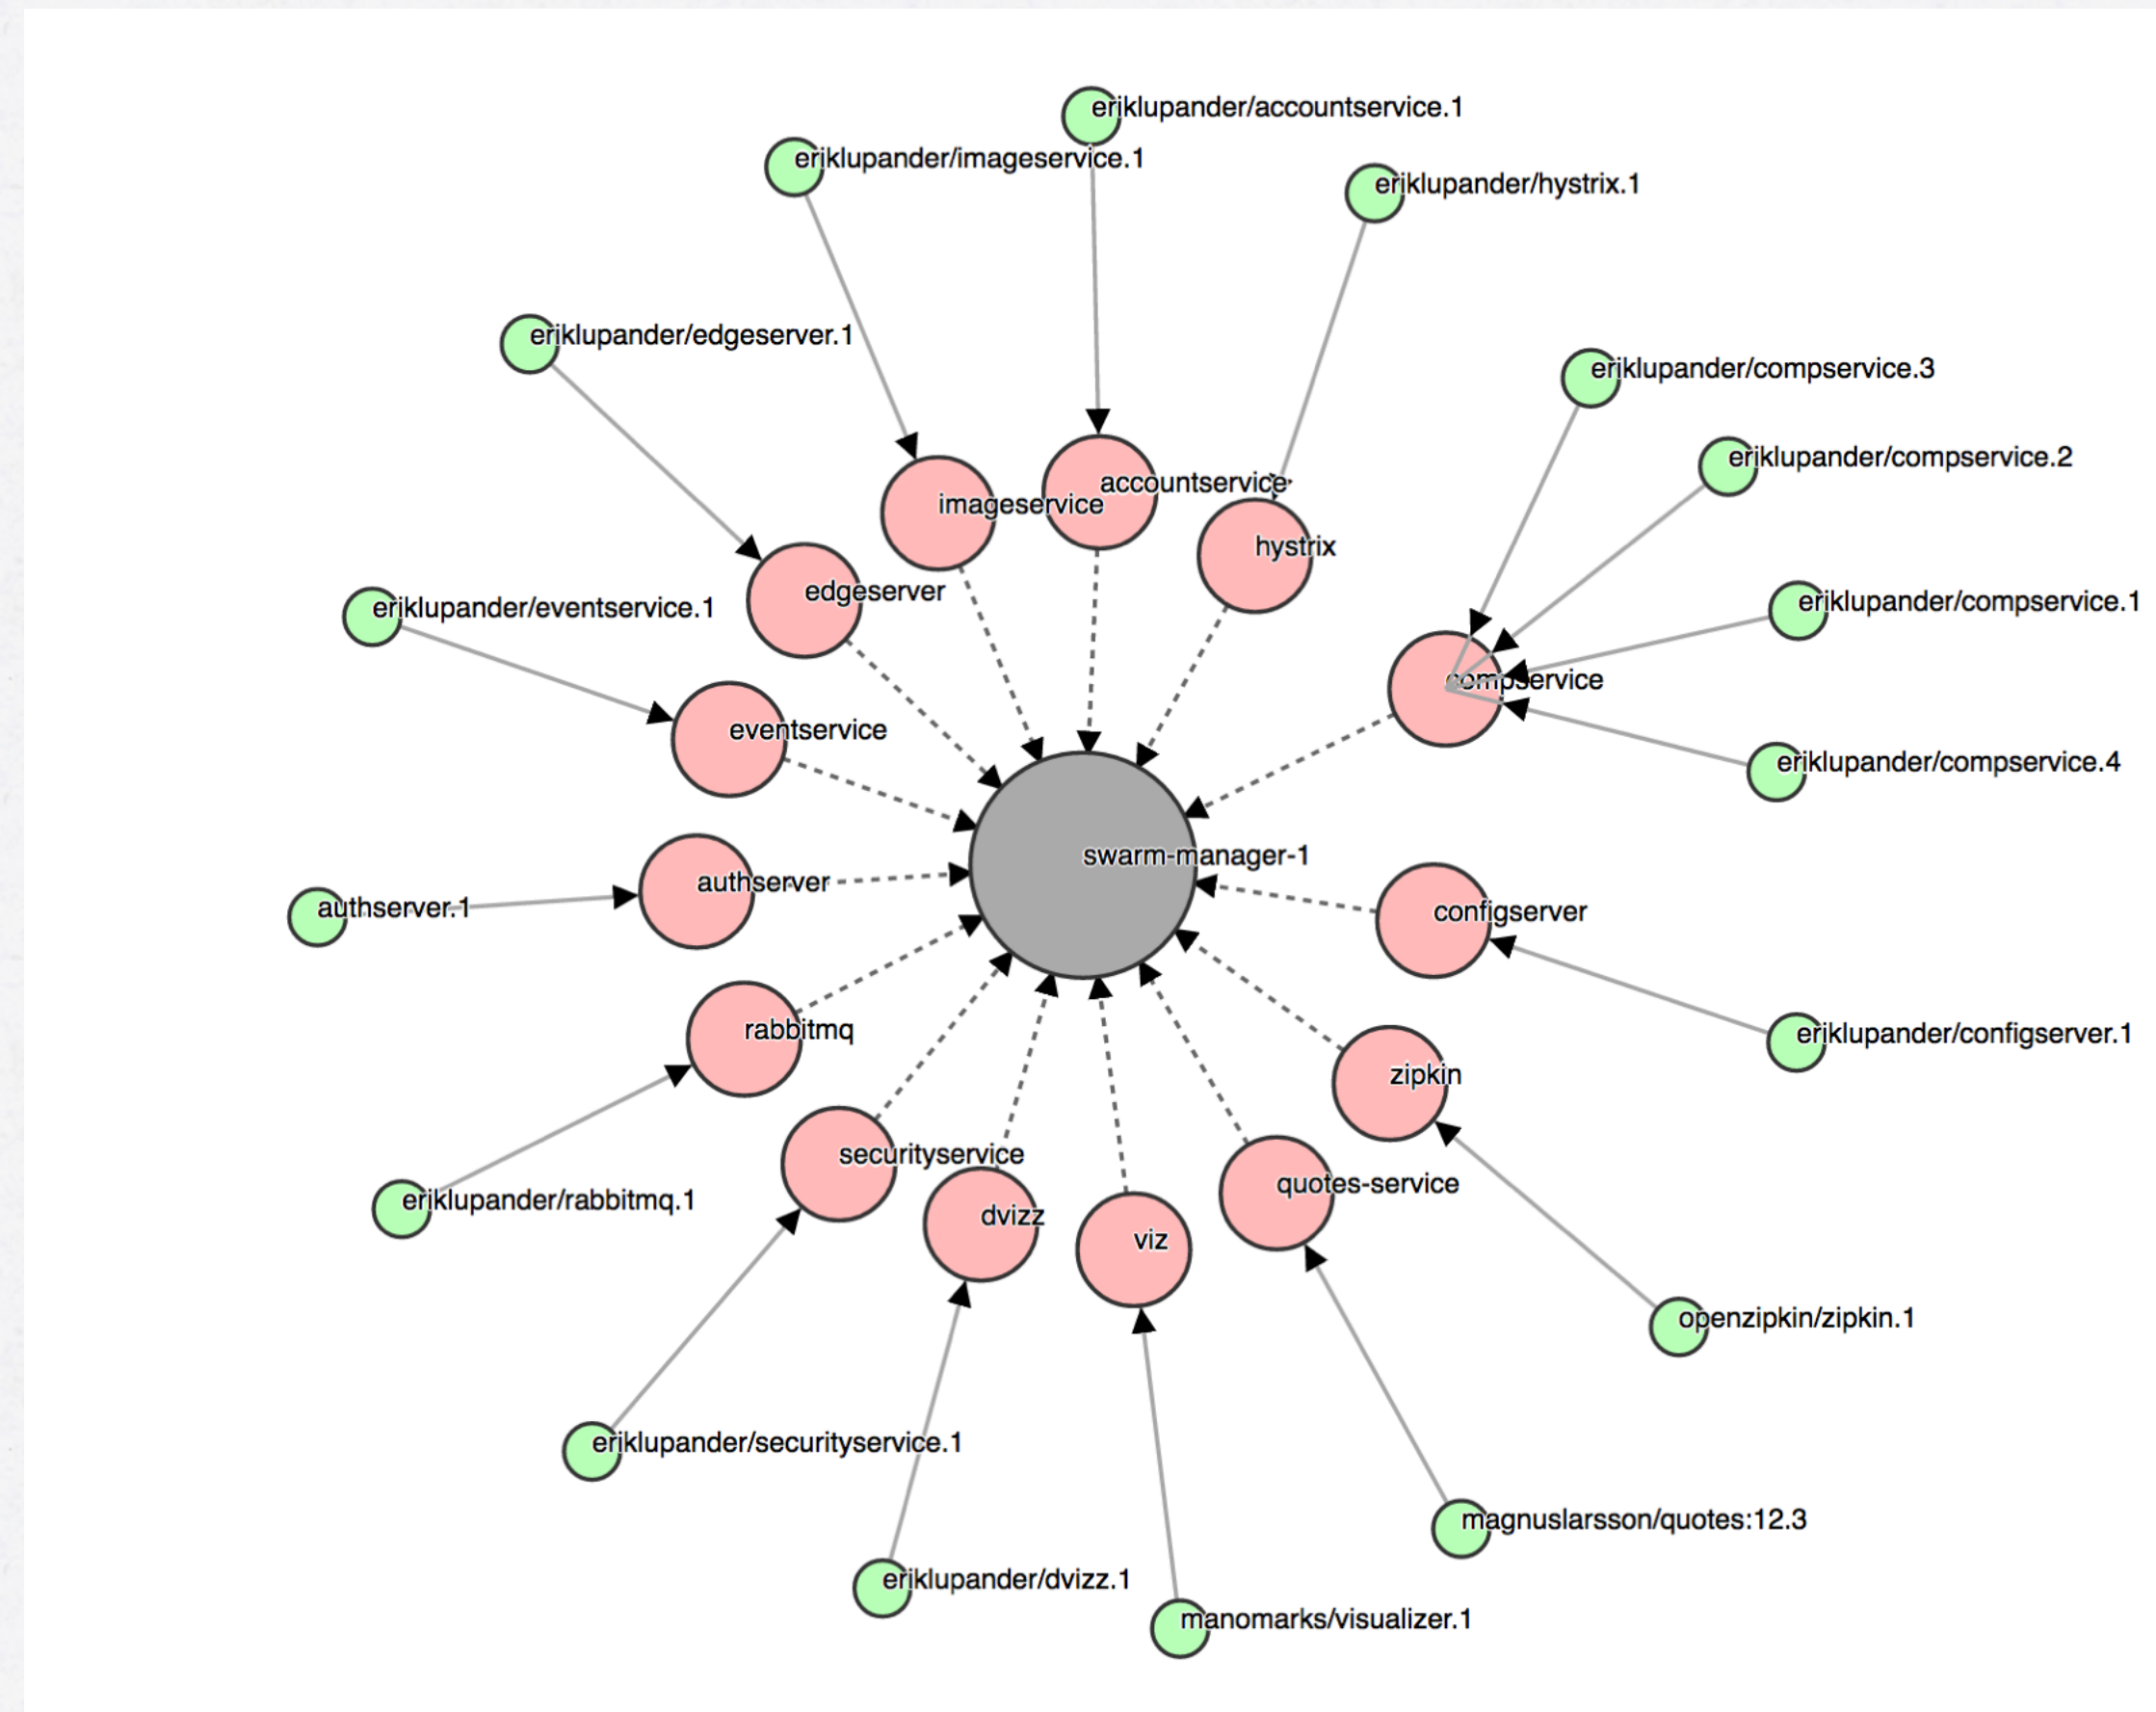 eriklupander/accountservice.1
eriklupander/imageservice.1
eriklupander/hystrix.1
eriklupander/edgeserver.1
eriklupander/compservice.3
eriklupander/compservice.2
accountservice
imageservice
hystrix
edgeserver
eriklupander/compservice.1
eriklupander/eventservice.1
compservice
eventservice
eriklupander/compservice.4
swarm-manager-1
authserver
authserver.1
configserver
rabbitmq
eriklupander/configserver.1
zipkin
securityservice
quotes-service
eriklupander/rabbitmq.1
dvizz
viz
openzipkin/zipkin.1
eriklupander/securityservice.1
magnuslarsson/quotes:12.3
eriklupander/dvizz.1
manomarks/visualizer.1